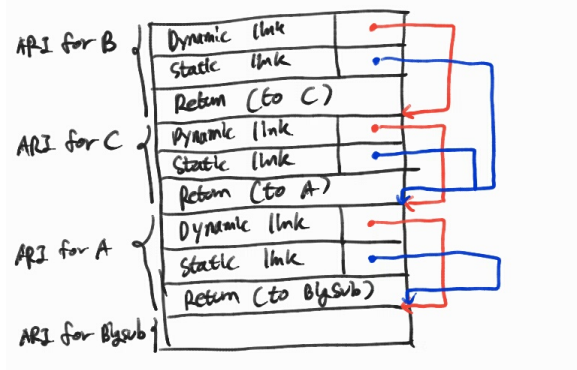 ARI for B
Dynamic link
Static link
Return (to C)
ARI for C
Dynamic link
Static link
Return (to A)
ARI for A
Dynamic link
Static link
Return (to Bigsub)
ARI for Bigsub